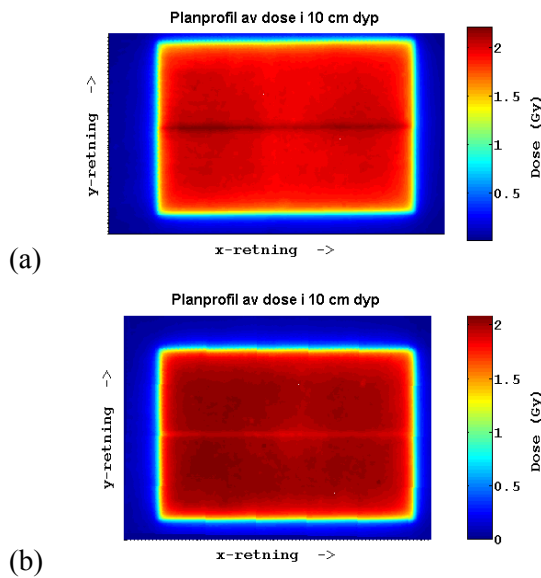 Planprofil av dose i 10 cm dyp
y-retning ->
x-retning ->
2
1.5
1
0.5
Dose (Gy)
(a)
Planprofil av dose i 10 cm dyp
y-retning ->
x-retning ->
2
1.5
1
0.5
0
Dose (Gy)
(b)